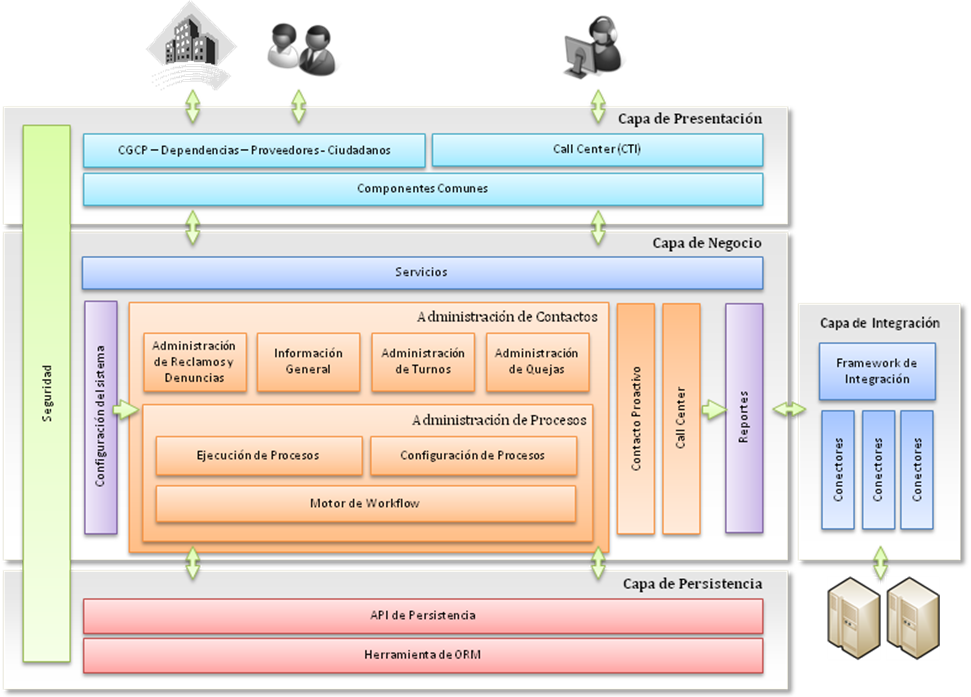 Capa de Presentación
CGCP – Dependencias – Proveedores - Ciudadanos
Call Center (CTI)
Componentes Comunes
Seguridad
Capa de Negocio
Servicios
Configuración del sistema
Administración de Contactos
Administración
de Reclamos y
Denuncias
Información
General
Administración
de Turnos
Administración
de Quejas
Administración de Procesos
Ejecución de Procesos
Configuración de Procesos
Motor de Workflow
Contacto Proactivo
Call Center
Reportes
Capa de Integración
Framework de
Integración
Conectores
Conectores
Conectores
Capa de Persistencia
API de Persistencia
Herramienta de ORM